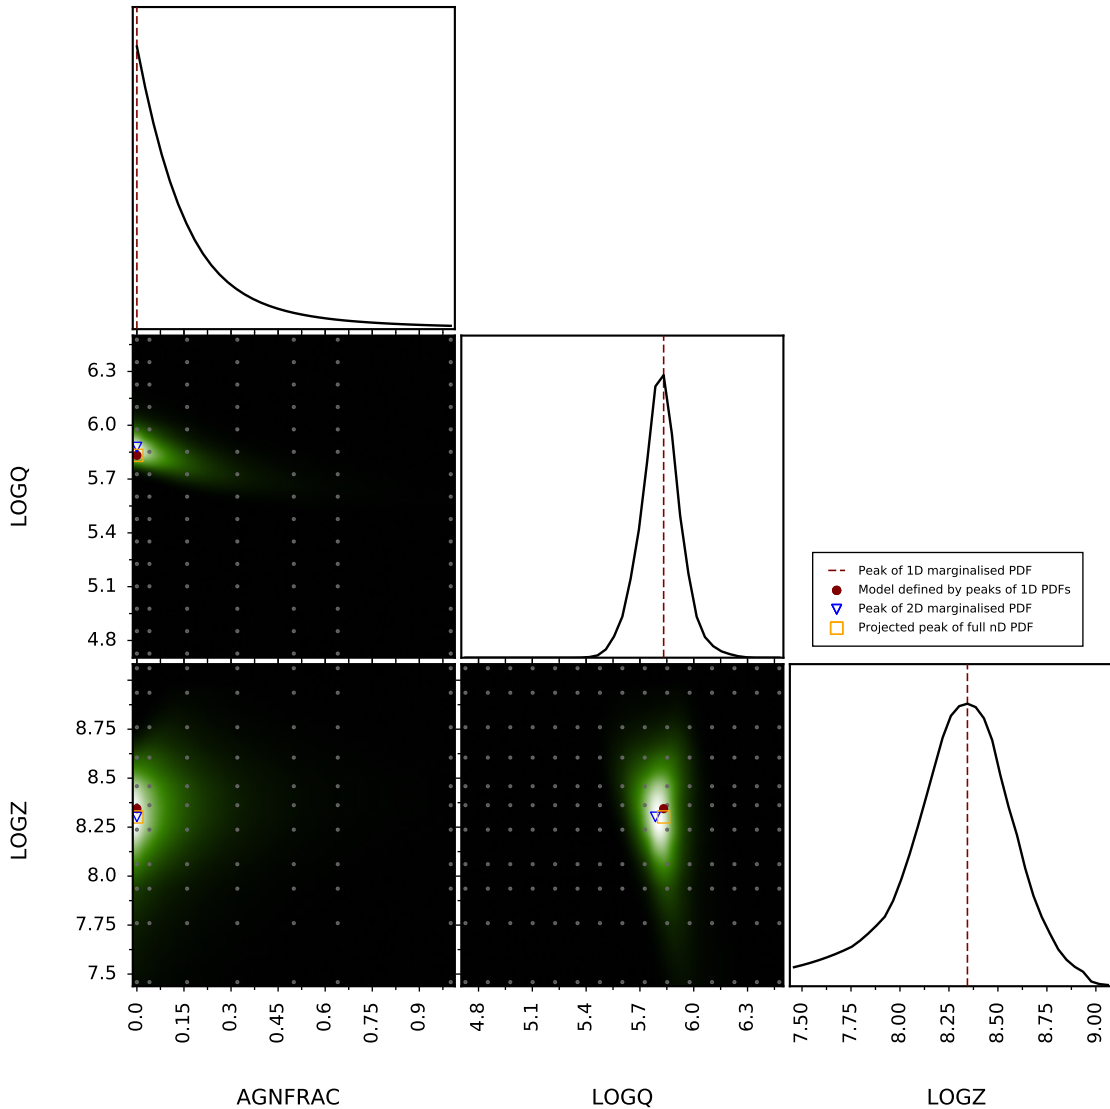 6.3
6.0
5.7
5.4
5.1
4.8
LOGQ
Peak of 1D marginalised PDF
Model defined by peaks of 1D PDFs
Peak of 2D marginalised PDF
Projected peak of full nD PDF
8.75
8.5
8.25
8.0
7.75
7.5
LOGZ
0.0 0.15 0.3 0.45 0.6 0.75 0.9
4.8 5.1 5.4 5.7 6.0 6.3
7.50 7.75 8.00 8.25 8.50 8.75 9.00
AGNFRAC LOGQ LOGZ